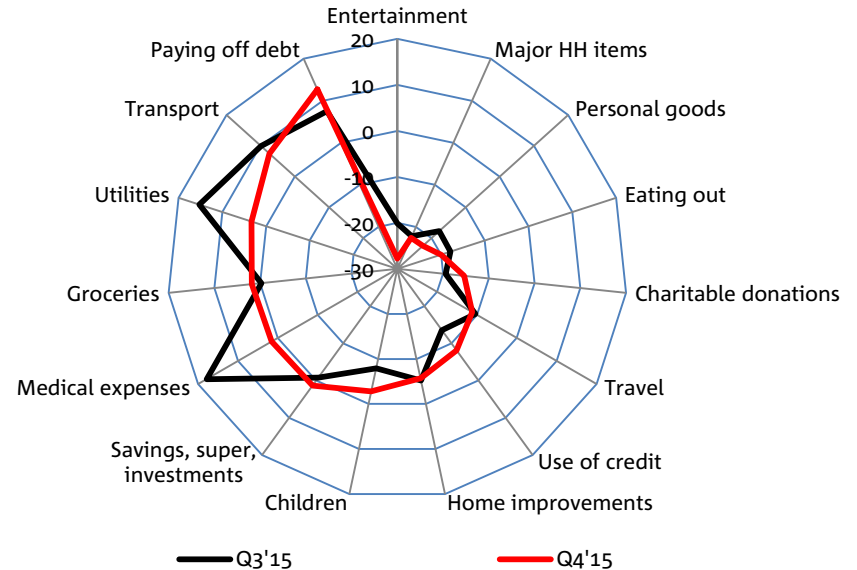 Entertainment
Major HH items
Personal goods
Eating out
Charitable donations
Travel
Use of credit
Home improvements
Children
Savings, super,
investments
Medical expenses
Groceries
Utilities
Transport
Paying off debt
20
10
0
-10
-20
-30
Q3'15
Q4'15